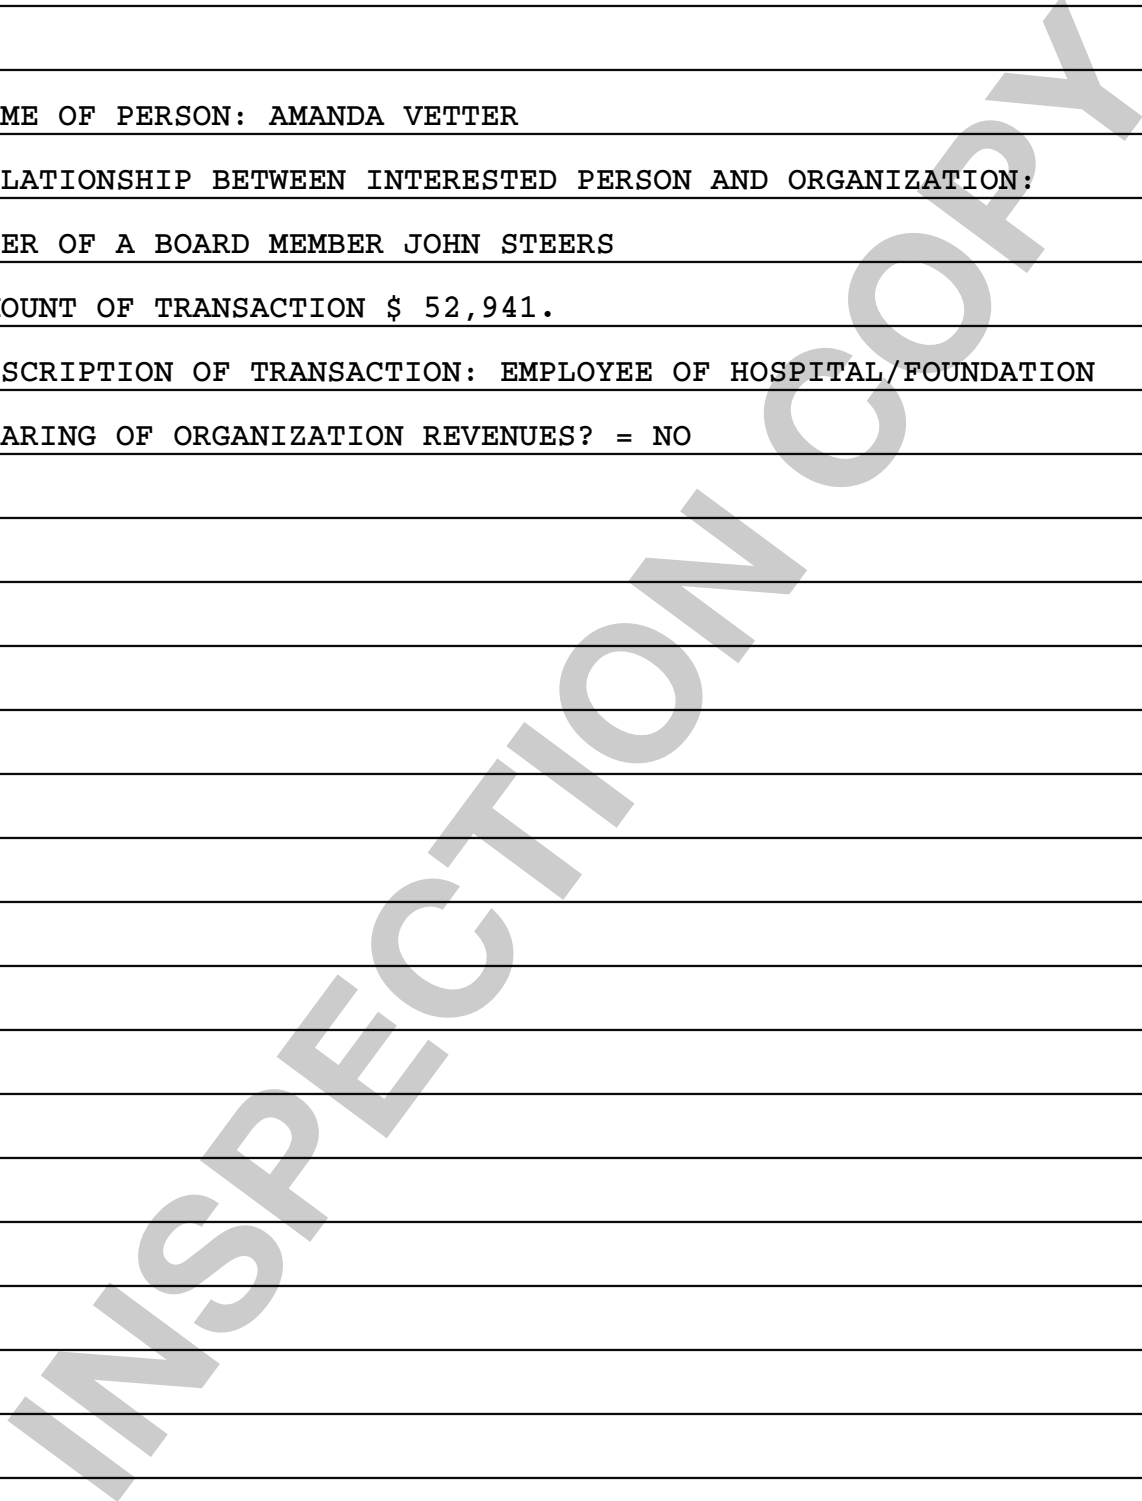 ME OF PERSON: AMANDA VETTER
LATIONSHIP BETWEEN INTERESTED PERSON AND ORGANIZATION:
ER OF A BOARD MEMBER JOHN STEERS
OUNT OF TRANSACTION $ 52,941.
SCRIPTION OF TRANSACTION: EMPLOYEE OF HOSPITAL/FOUNDATION
ARING OF ORGANIZATION REVENUES? = NO
INSPECTION COPY